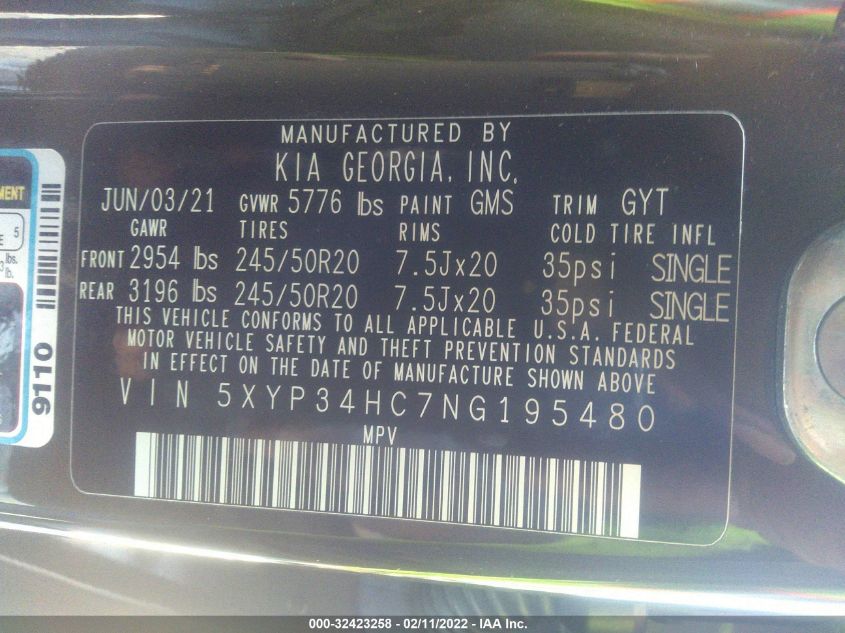 MANUFACTURED BY
KIA GEORGIA, INC.
JUN/03/21 GVWR 5776 lbs PAINT GMS TRIM GYT
GAWR TIRES RIMS COLD TIRE INFL
FRONT 2954 lbs 245/50R20 7.5Jx20 35psi SINGLE
REAR 3196 lbs 245/50R20 7.5Jx20 35psi SINGLE
THIS VEHICLE CONFORMS TO ALL APPLICABLE U.S.A. FEDERAL
MOTOR VEHICLE SAFETY AND THEFT PREVENTION STANDARDS
IN EFFECT ON THE DATE OF MANUFACTURE SHOWN ABOVE
VIN 5XYP34HC7NG195480
MPV
5
lbs.
lb.
9110
000-32423258 - 02/11/2022 - IAA Inc.